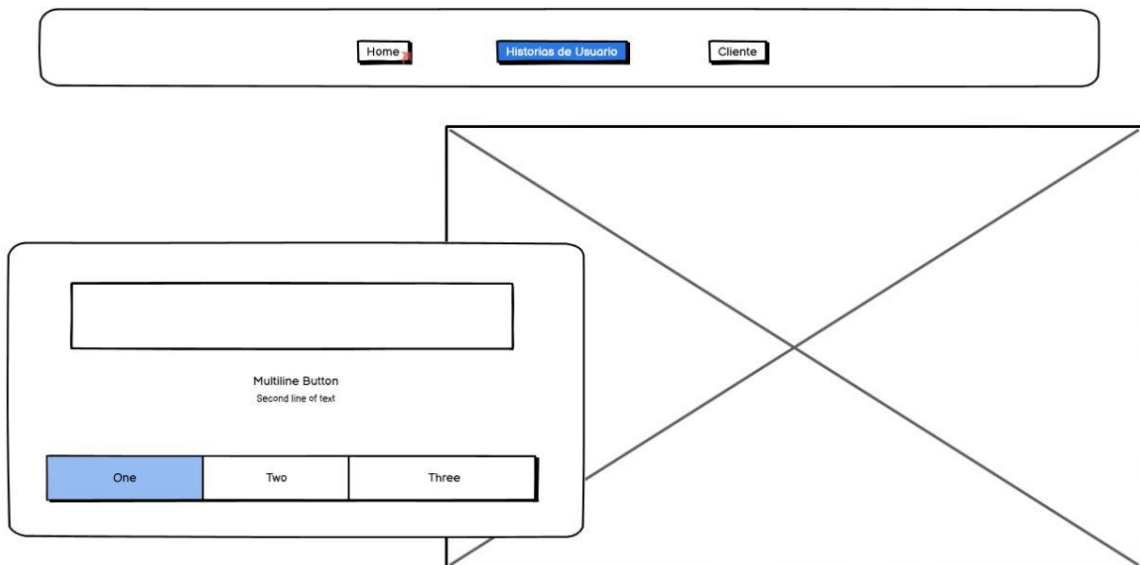 Home
Historias de Usuario
Cliente
Multiline Button
Second line of text
One
Two
Three